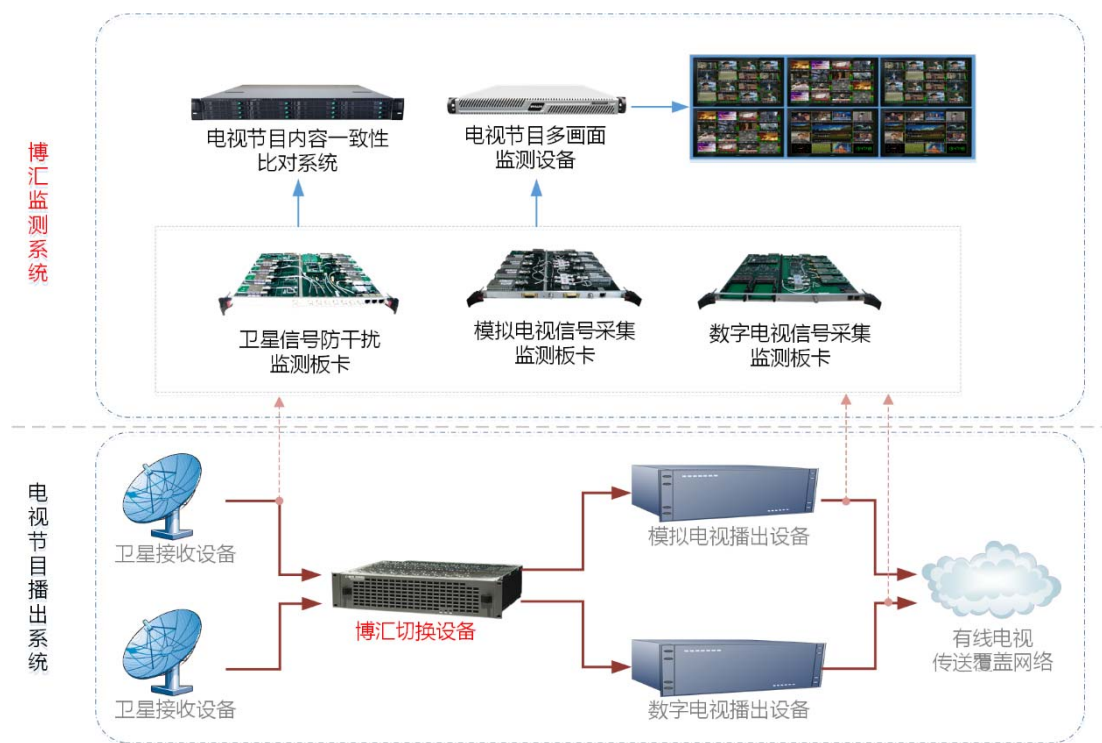 博汇监测系统
电视节目内容一致性
比对系统
电视节目多画面
监测设备
卫星信号防干扰
监测板卡
模拟电视信号采集
监测板卡
数字电视信号采集
监测板卡
电视节目播出系统
卫星接收设备
卫星接收设备
博汇切换设备
模拟电视播出设备
数字电视播出设备
有线电视
传送覆盖网络